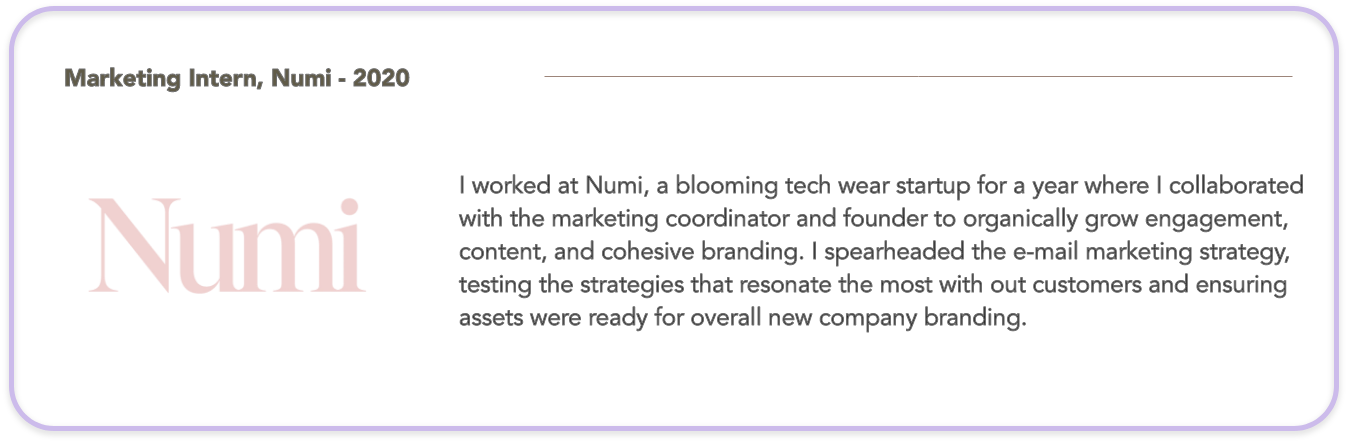 Marketing Intern, Numi - 2020
Numi
I worked at Numi, a blooming tech wear startup for a year where I collaborated
with the marketing coordinator and founder to organically grow engagement,
content, and cohesive branding. I spearheaded the e-mail marketing strategy,
testing the strategies that resonate the most with out customers and ensuring
assets were ready for overall new company branding.